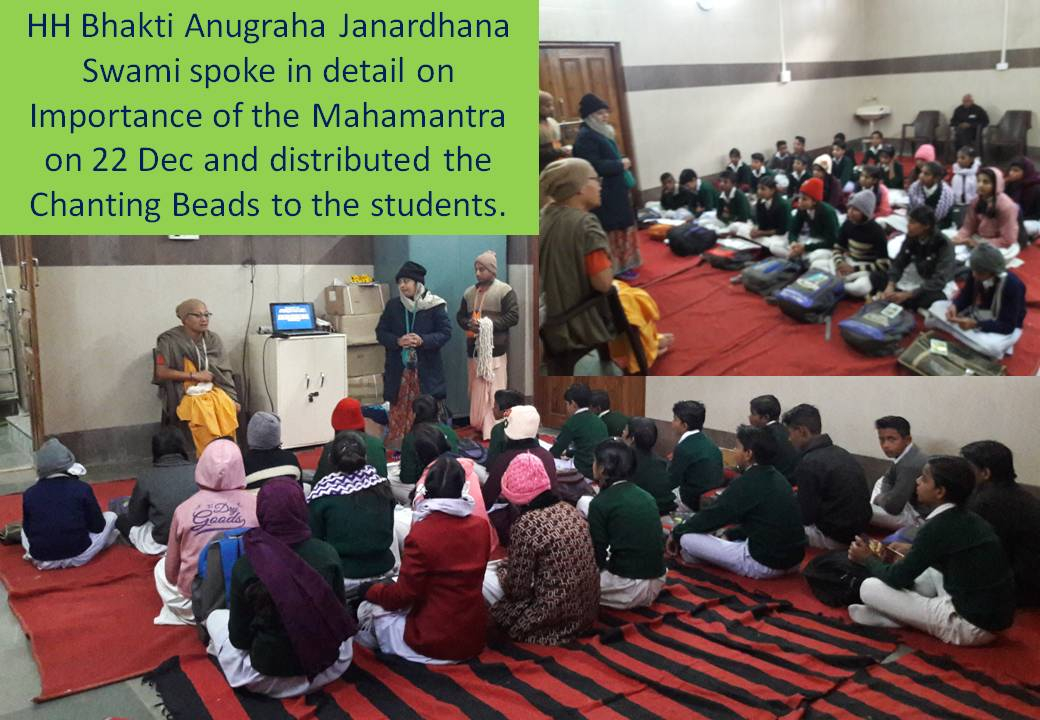 HH Bhakti Anugraha Janardhana
Swami spoke in detail on
Importance of the Mahamantra
on 22 Dec and distributed the
Chanting Beads to the students.
Dry
Goods